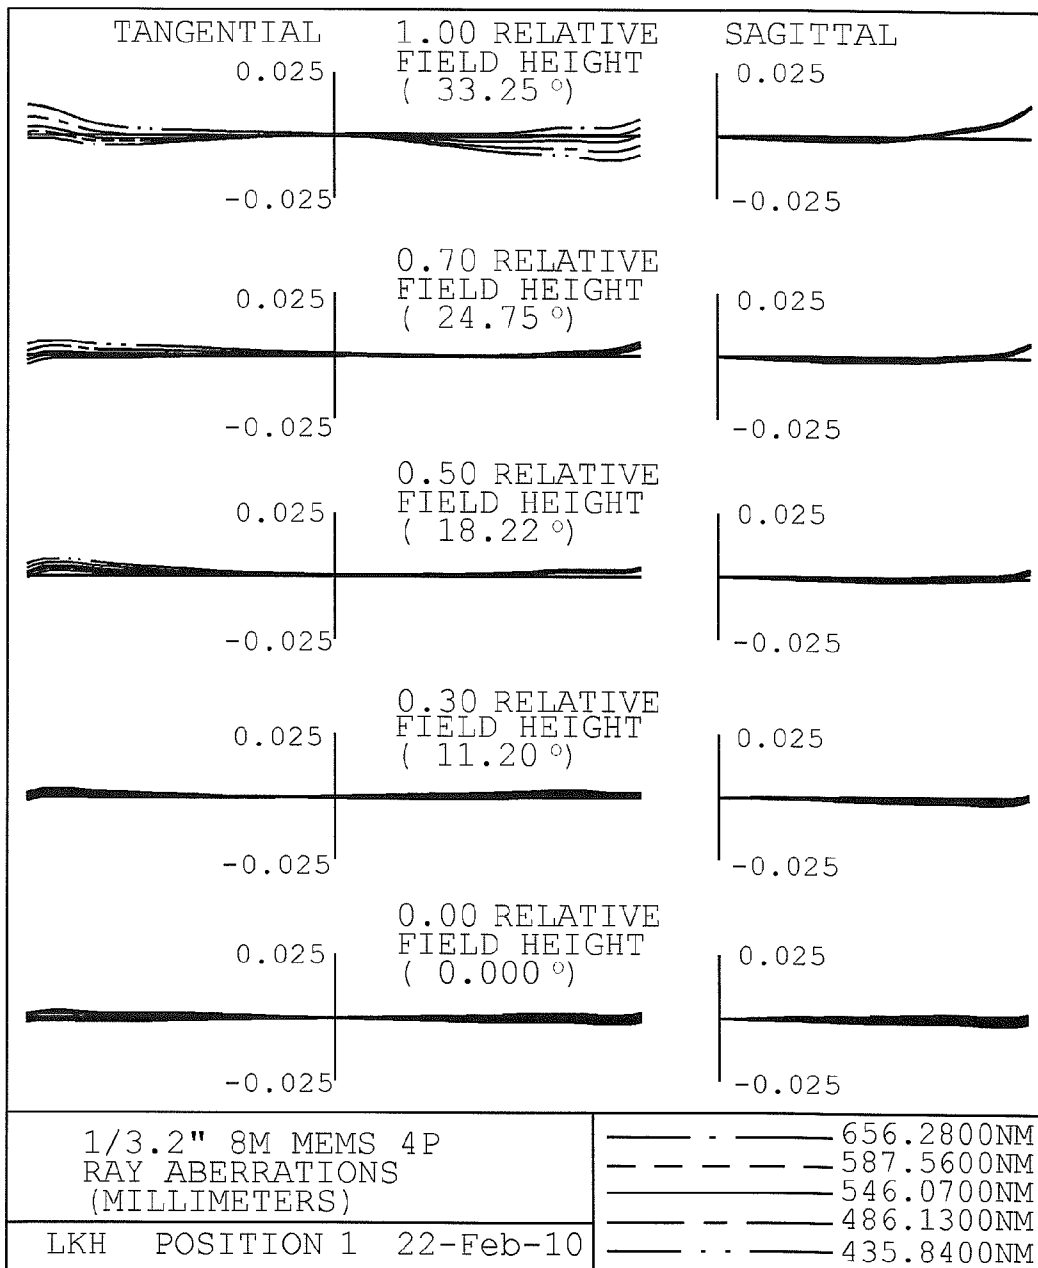 TANGENTIAL
1.00 RELATIVE
FIELD HEIGHT
( 33.25 °)
SAGITTAL
0.025
-0.025
0.025
-0.025
0.70 RELATIVE
FIELD HEIGHT
( 24.75 °)
0.025
-0.025
0.025
-0.025
0.50 RELATIVE
FIELD HEIGHT
( 18.22 °)
0.025
-0.025
0.025
-0.025
0.30 RELATIVE
FIELD HEIGHT
( 11.20 °)
0.025
-0.025
0.025
-0.025
0.00 RELATIVE
FIELD HEIGHT
( 0.000 °)
0.025
-0.025
0.025
-0.025
1/3.2" 8M MEMS 4P
RAY ABERRATIONS
(MILLIMETERS)
LKH POSITION 1 22-Feb-10
656.2800NM
587.5600NM
546.0700NM
486.1300NM
435.8400NM